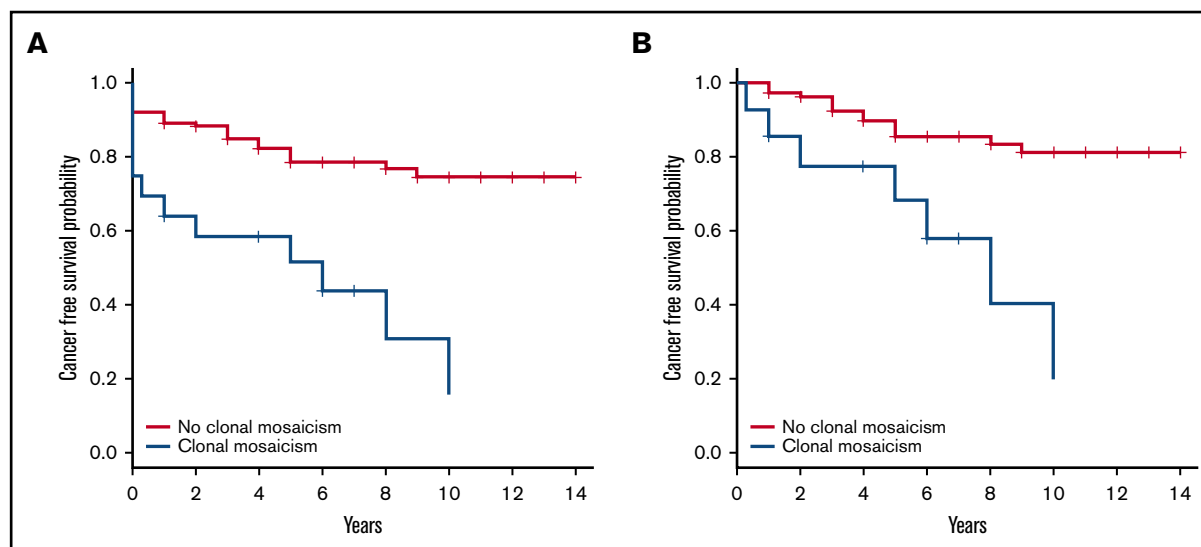 A
Cancer free survival probability
1.0
0.8
0.6
0.4
0.2
0.0
No clonal mosaicism
Clonal mosaicism
0 2 4 6 8 10 12 14
Years
B
Cancer free survival probability
1.0
0.8
0.6
0.4
0.2
0.0
No clonal mosaicism
Clonal mosaicism
0 2 4 6 8 10 12 14
Years